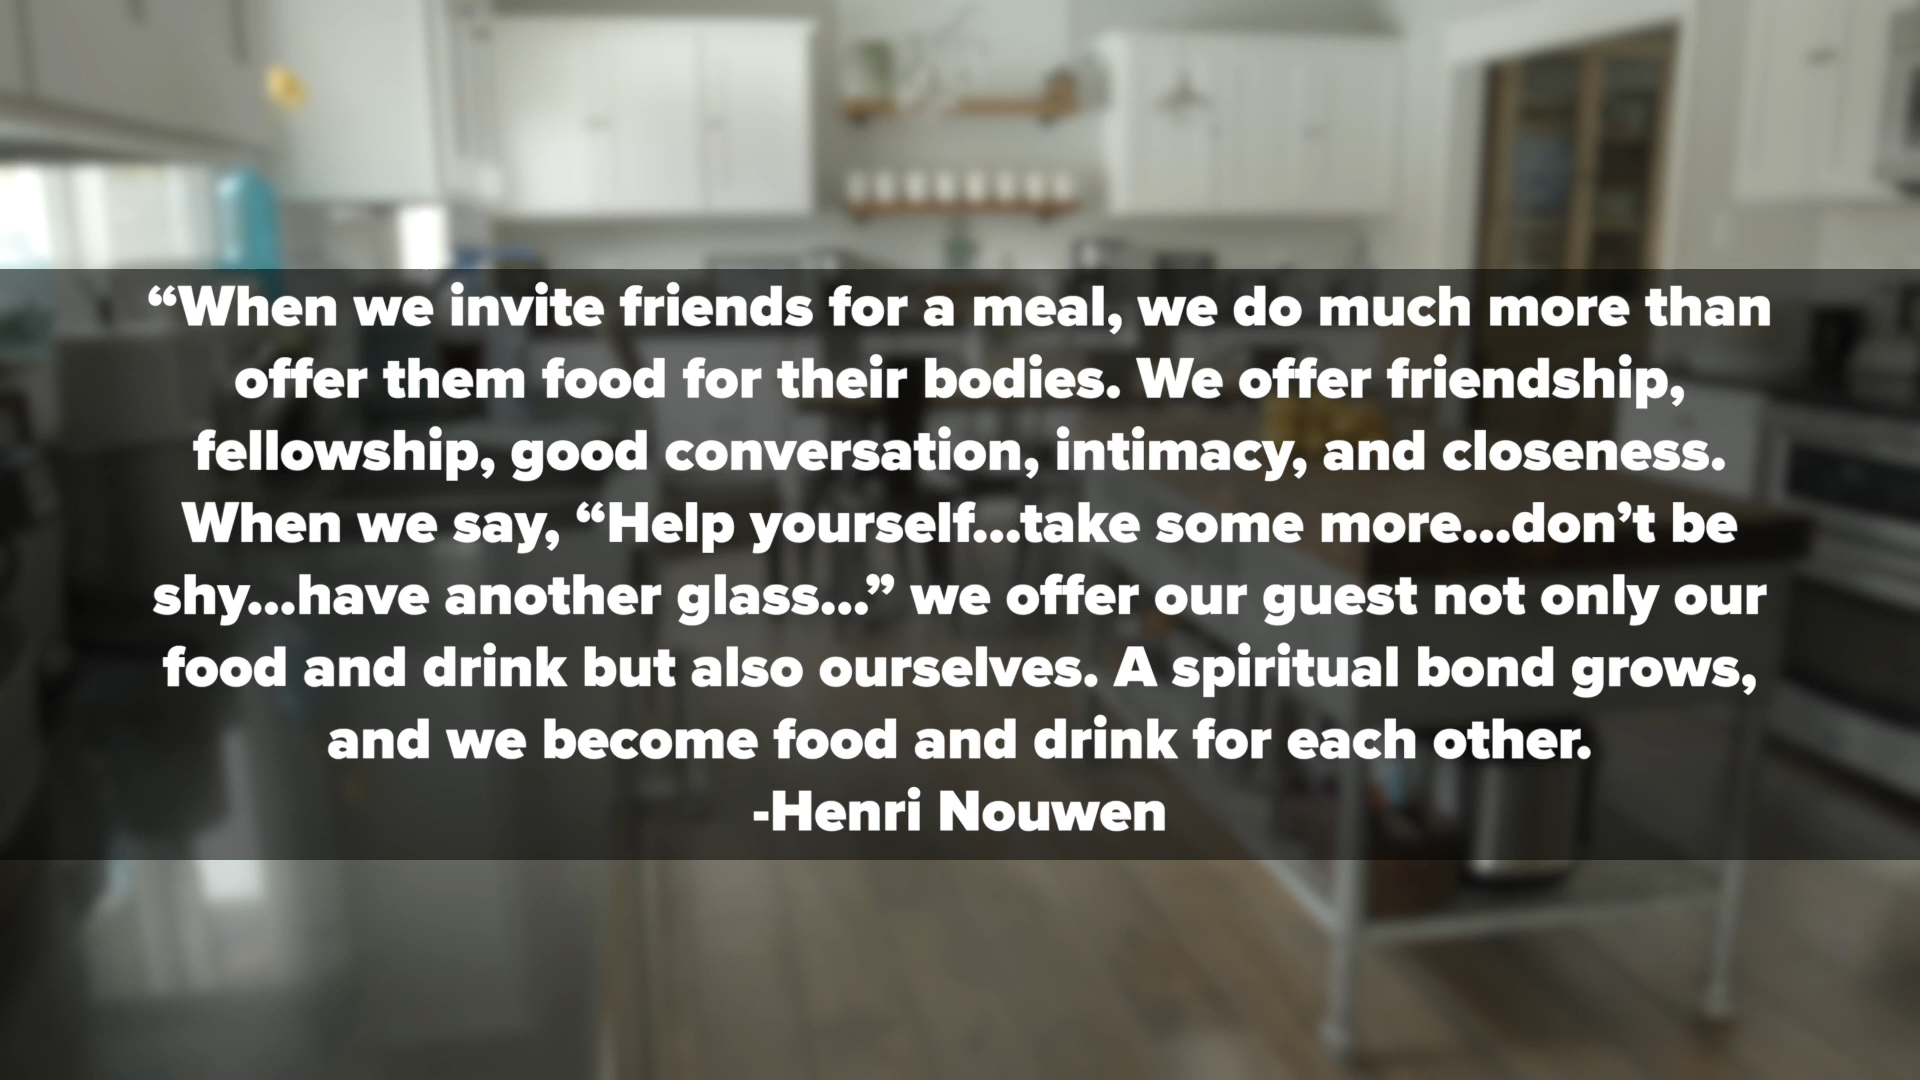 “When we invite friends for a meal, we do much more than
offer them food for their bodies. We offer friendship,
fellowship, good conversation, intimacy, and closeness.
When we say, “Help yourself...take some more...don’t be
shy...have another glass...” we offer our guest not only our
food and drink but also ourselves. A spiritual bond grows,
and we become food and drink for each other.
-Henri Nouwen